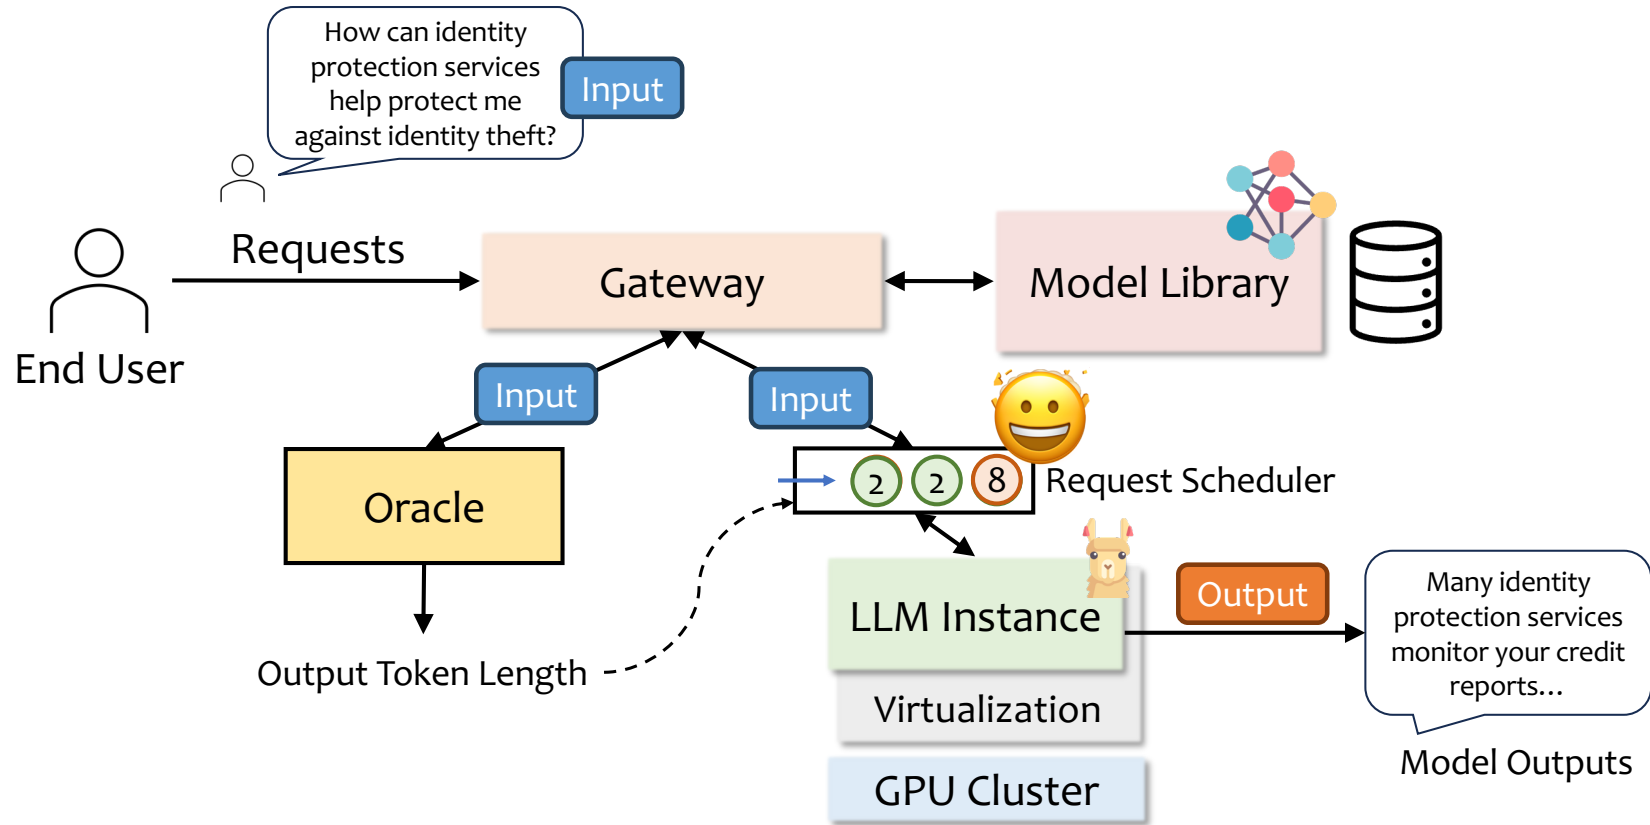 How can identity
protection services
help protect me
against identity theft?
Input
Requests
End User
Gateway
Model Library
Input
Input
Oracle
2 2 8
Request Scheduler
Output Token Length
LLM Instance
Output
Virtualization
GPU Cluster
Many identity
protection services
monitor your credit
reports...
Model Outputs